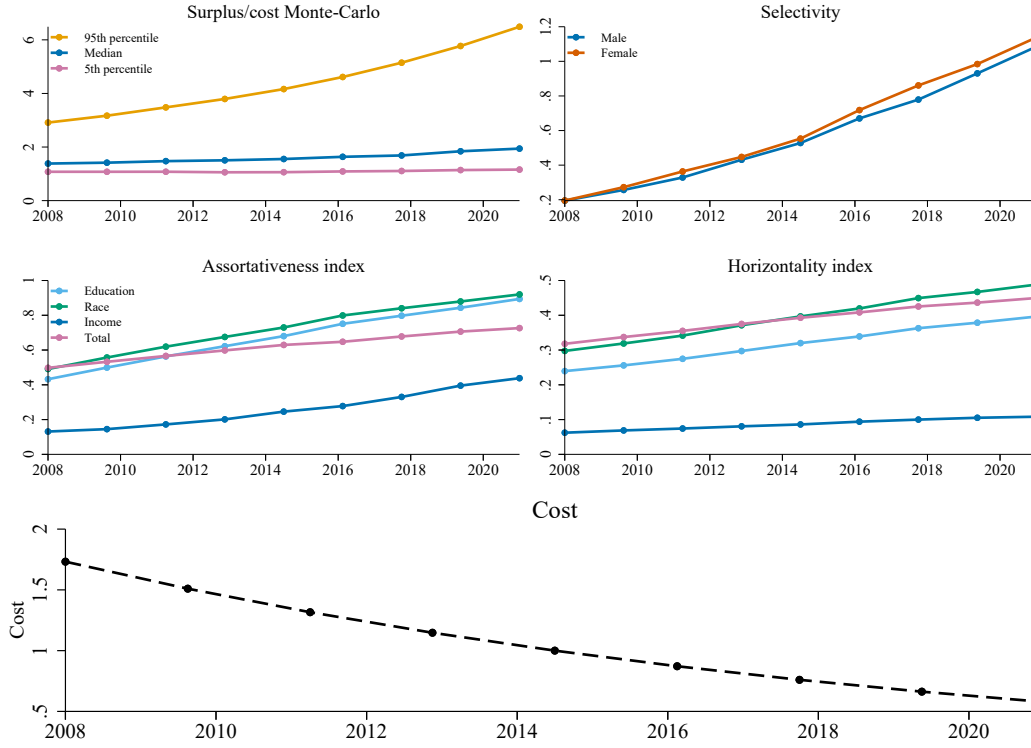 Surplus/cost Monte-Carlo
6
4
2
0
95th percentile
Median
5th percentile
2008 2010 2012 2014 2016 2018 2020
Selectivity
1.2
1
.8
.6
.4
.2
Male
Female
2008 2010 2012 2014 2016 2018 2020
Assortativeness index
1
.8
.6
.4
.2
0
Education
Race
Income
Total
2008 2010 2012 2014 2016 2018 2020
Horizontality index
.5
.4
.3
.2
.1
0
2008 2010 2012 2014 2016 2018 2020
Cost
2
1.5
1
.5
Cost
2008 2010 2012 2014 2016 2018 2020